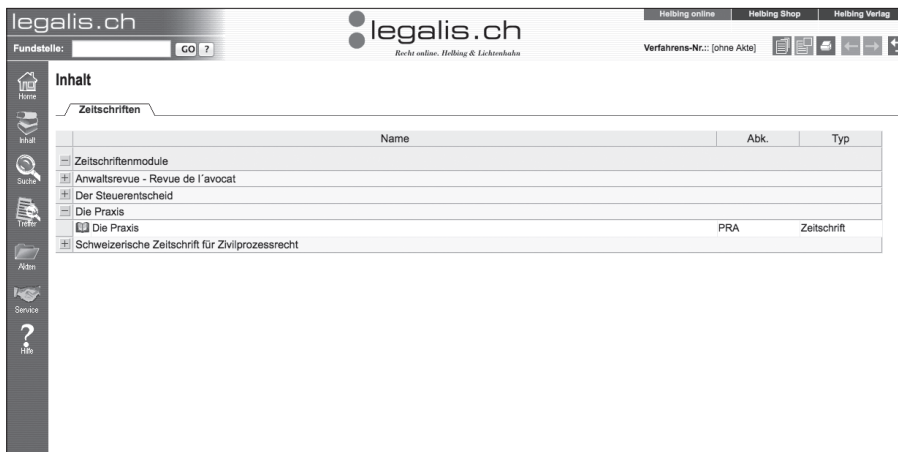 legalis.ch
legalis.ch
Recht online. Helbing & Lichtenhahn
Helbing online
Helbing Shop
Helbing Verlag
Fundstelle:
GO
?
Verfahrens-Nr.:: [ohne Akte]
Home
Inhalt
Suche
Treffer
Akten
Service
?
Hilfe
Inhalt
Zeitschriften
Name Abk. Typ
Zeitschriftenmodule
Anwaltsrevue - Revue de l´avocat
Der Steuerentscheid
Die Praxis
Die Praxis PRA Zeitschrift
Schweizerische Zeitschrift für Zivilprozessrecht